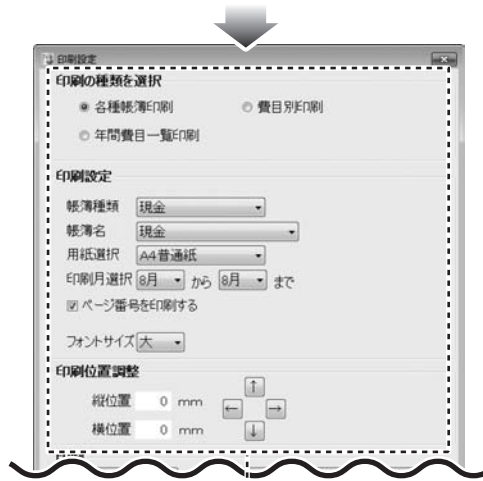 印刷設定
印刷の種類を選択
各種帳簿印刷 費目別印刷
年間費目一覧印刷
印刷設定
帳簿種類 現金
帳簿名 現金
用紙選択 A4普通紙
印刷月選択 8月 から 8月 まで
ページ番号を印刷する
フォントサイズ 大
印刷位置調整
↑
縦位置 0 mm ← →
横位置 0 mm ↓